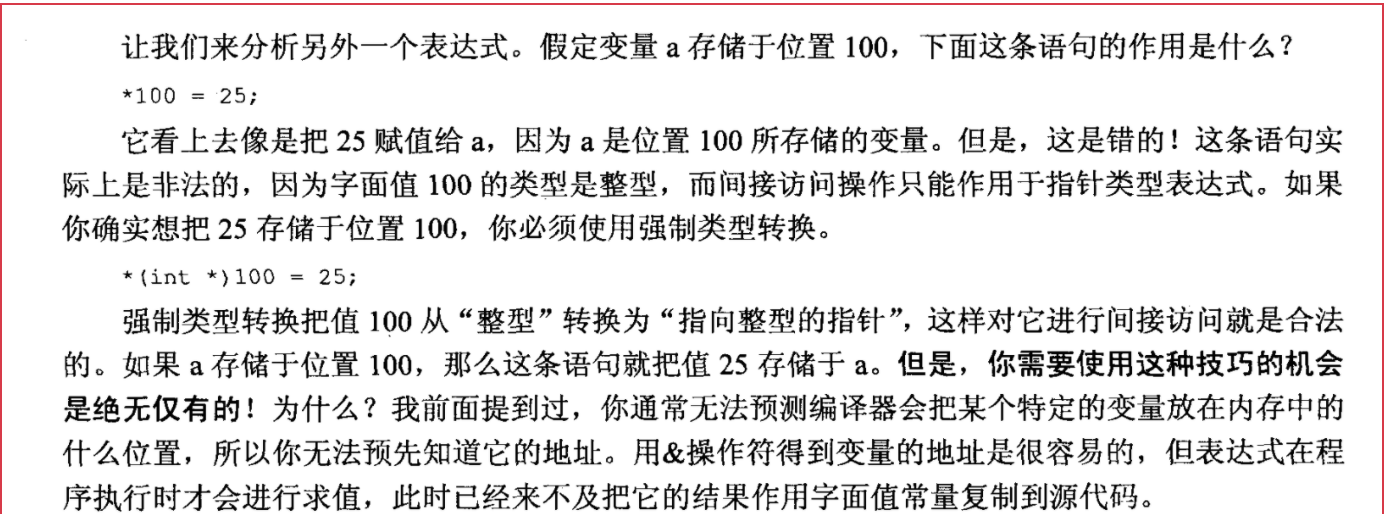 让我们来分析另外一个表达式。假定变量 a 存储于位置 100，下面这条语句的作用是什么？
*100 = 25;
它看上去像是把 25 赋值给 a，因为 a 是位置 100 所存储的变量。但是，这是错的！这条语句实
际上是非法的，因为字面值 100 的类型是整型，而间接访问操作只能作用于指针类型表达式。如果
你确实想把 25 存储于位置 100，你必须使用强制类型转换。
*(int *)100 = 25;
强制类型转换把值 100 从“整型”转换为“指向整型的指针”，这样对它进行间接访问就是合法
的。如果 a 存储于位置 100，那么这条语句就把值 25 存储于 a。但是，你需要使用这种技巧的机会
是绝无仅有的！为什么？我前面提到过，你通常无法预测编译器会把某个特定的变量放在内存中的
什么位置，所以你无法预先知道它的地址。用&操作符得到变量的地址是很容易的，但表达式在程
序执行时才会进行求值，此时已经来不及把它的结果作用字面值常量复制到源代码。